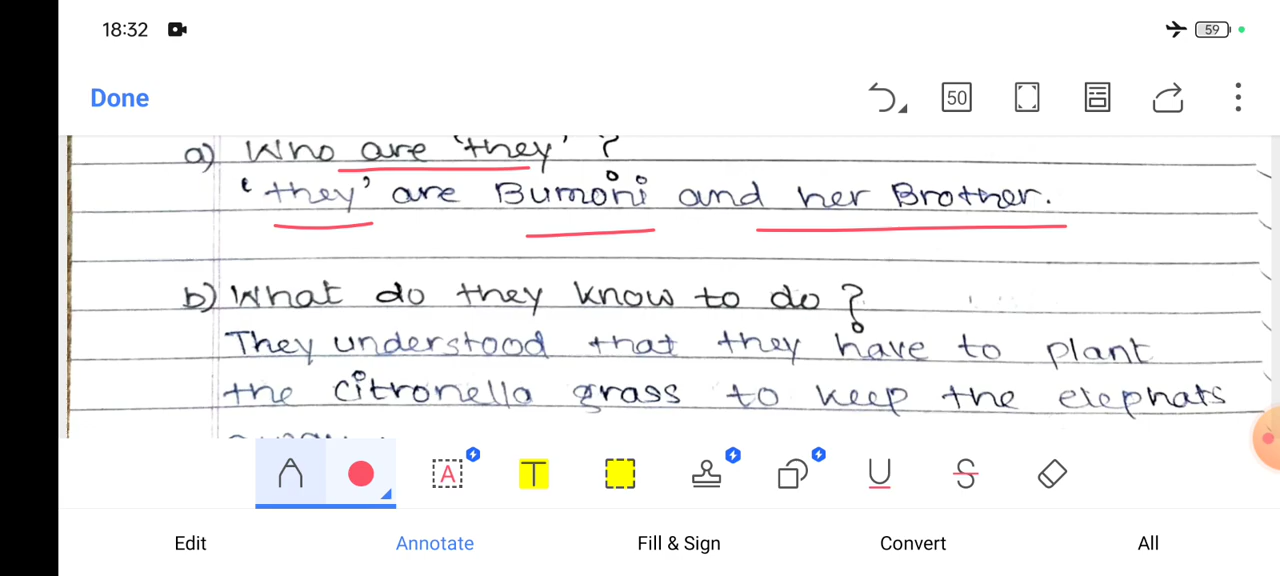 18:32
59
Done
50
a) Who are 'they' ?
'they' are Bumoni and her Brother.
b) What do they know to do ?
They understood that they have to plant
the citronella grass to keep the elephats
A
A
T
U
S
Edit
Annotate
Fill & Sign
Convert
All